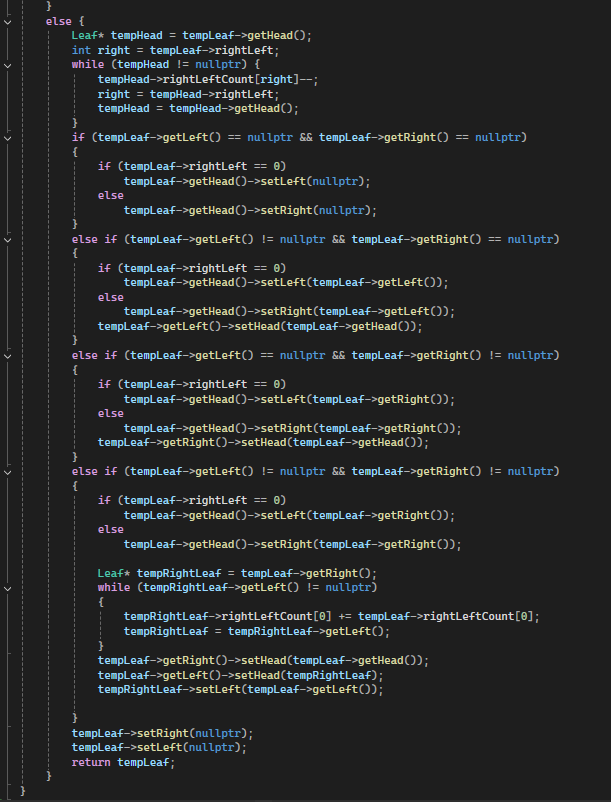 }
else {
Leaf* tempHead = tempLeaf->getHead();
int right = tempLeaf->rightLeft;
while (tempHead != nullptr) {
tempHead->rightLeftCount[right]--;
right = tempHead->rightLeft;
tempHead = tempHead->getHead();
}
if (tempLeaf->getLeft() == nullptr && tempLeaf->getRight() == nullptr)
{
if (tempLeaf->rightLeft == 0)
tempLeaf->getHead()->setLeft(nullptr);
else
tempLeaf->getHead()->setRight(nullptr);
}
else if (tempLeaf->getLeft() != nullptr && tempLeaf->getRight() == nullptr)
{
if (tempLeaf->rightLeft == 0)
tempLeaf->getHead()->setLeft(tempLeaf->getLeft());
else
tempLeaf->getHead()->setRight(tempLeaf->getLeft());
tempLeaf->getLeft()->setHead(tempLeaf->getHead());
}
else if (tempLeaf->getLeft() == nullptr && tempLeaf->getRight() != nullptr)
{
if (tempLeaf->rightLeft == 0)
tempLeaf->getHead()->setLeft(tempLeaf->getRight());
else
tempLeaf->getHead()->setRight(tempLeaf->getRight());
tempLeaf->getRight()->setHead(tempLeaf->getHead());
}
else if (tempLeaf->getLeft() != nullptr && tempLeaf->getRight() != nullptr)
{
if (tempLeaf->rightLeft == 0)
tempLeaf->getHead()->setLeft(tempLeaf->getRight());
else
tempLeaf->getHead()->setRight(tempLeaf->getRight());
Leaf* tempRightLeaf = tempLeaf->getRight();
while (tempRightLeaf->getLeft() != nullptr)
{
tempRightLeaf->rightLeftCount[0] += tempLeaf->rightLeftCount[0];
tempRightLeaf = tempRightLeaf->getLeft();
}
tempLeaf->getRight()->setHead(tempLeaf->getHead());
tempLeaf->getLeft()->setHead(tempRightLeaf);
tempRightLeaf->setLeft(tempLeaf->getLeft());
}
tempLeaf->setRight(nullptr);
tempLeaf->setLeft(nullptr);
return tempLeaf;
}
}